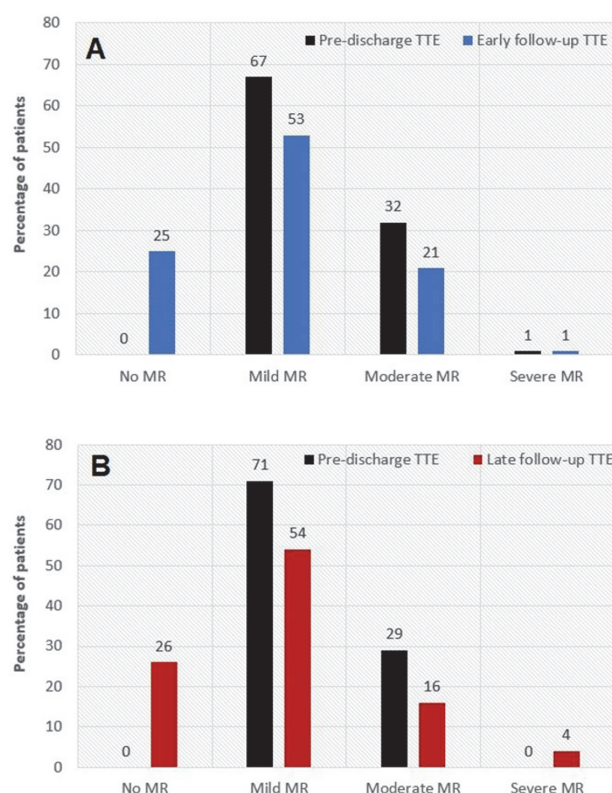 80
A
Pre-discharge TTE
Early follow-up TTE
67
70
60
53
50
40
32
30
25
21
20
10
0
1
1
0
No MR
Mild MR
Moderate MR
Severe MR
Percentage of patients
80
B
Pre-discharge TTE
Late follow-up TTE
71
70
60
54
50
40
29
30
26
20
16
10
0
0
4
0
No MR
Mild MR
Moderate MR
Severe MR
Percentage of patients